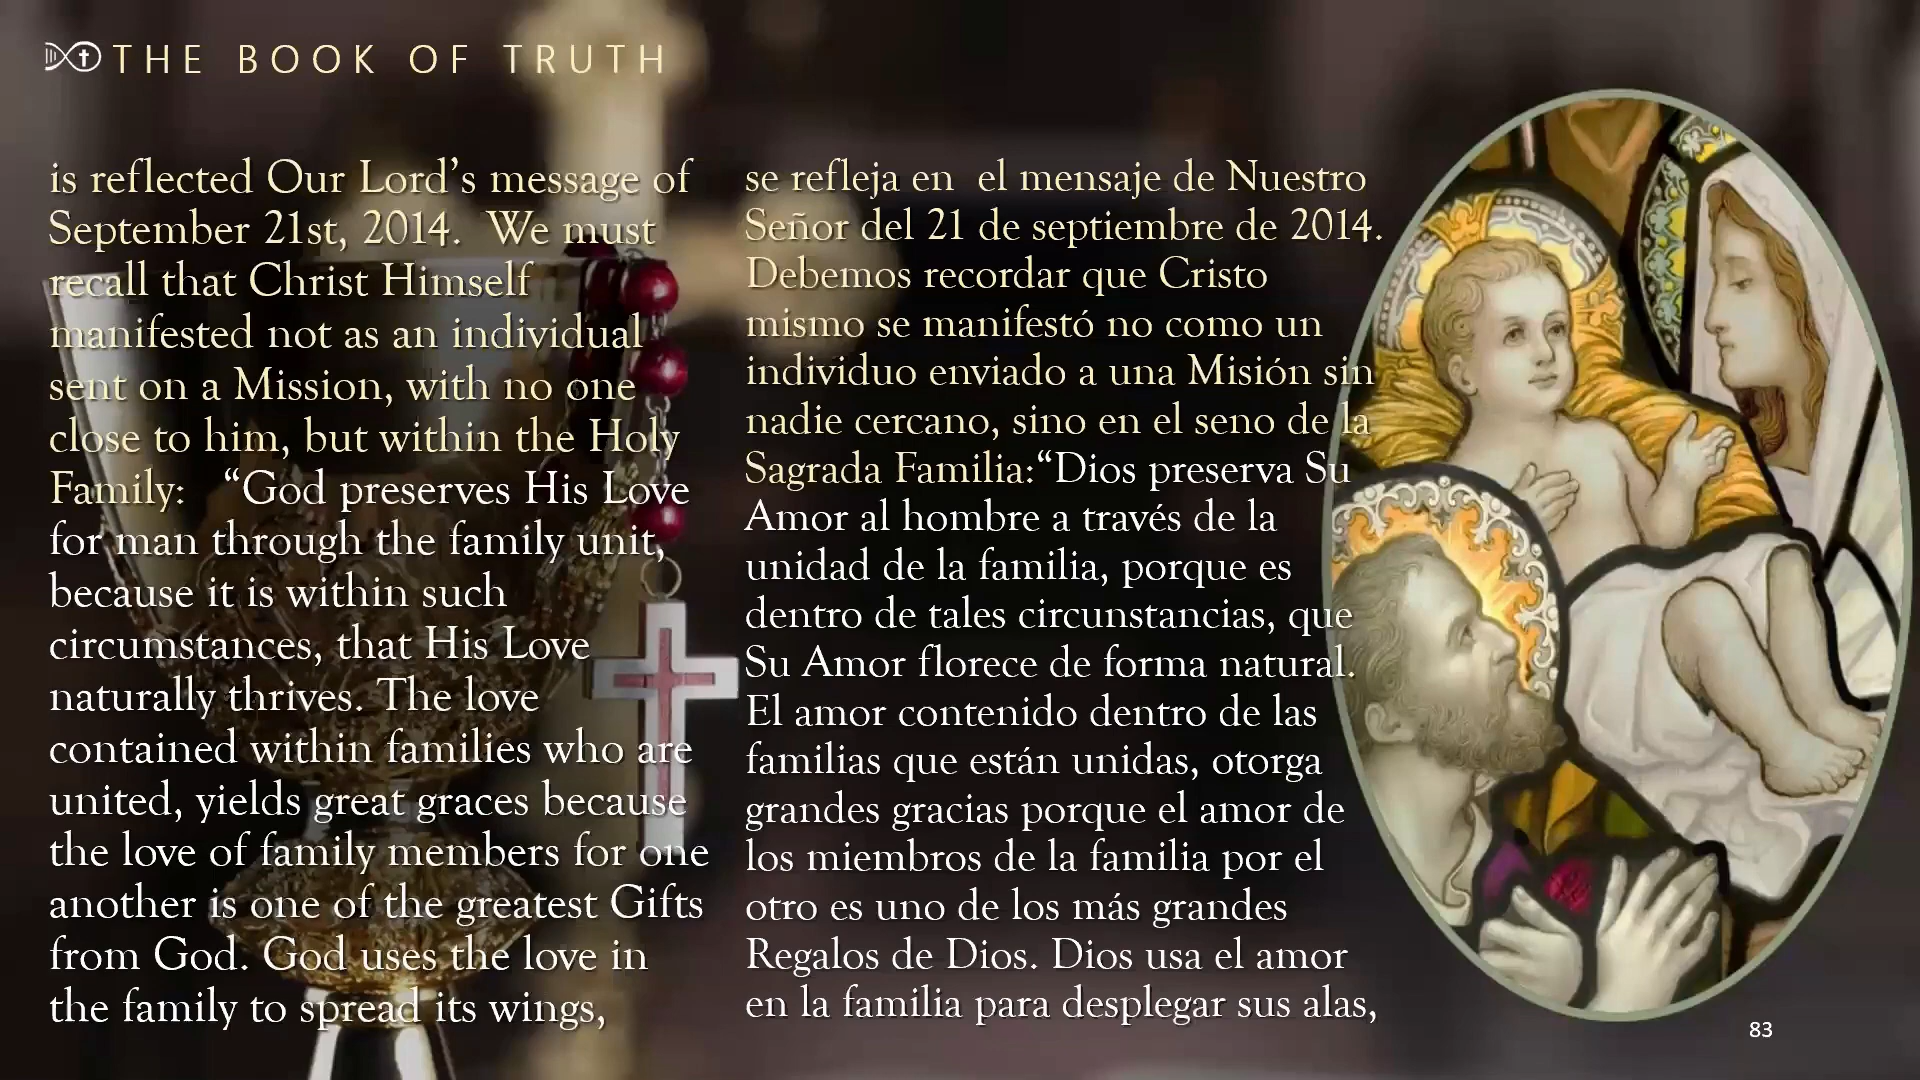 THE BOOK OF TRUTH
is reflected Our Lord’s message of
September 21st, 2014. We must
recall that Christ Himself
manifested not as an individual
sent on a Mission, with no one
close to him, but within the Holy
Family: “God preserves His Love
for man through the family unit,
because it is within such
circumstances, that His Love
naturally thrives. The love
contained within families who are
united, yields great graces because
the love of family members for one
another is one of the greatest Gifts
from God. God uses the love in
the family to spread its wings,
se refleja en el mensaje de Nuestro
Señor del 21 de septiembre de 2014.
Debemos recordar que Cristo
mismo se manifestó no como un
individuo enviado a una Misión sin
nadie cercano, sino en el seno de la
Sagrada Familia:“Dios preserva Su
Amor al hombre a través de la
unidad de la familia, porque es
dentro de tales circunstancias, que
Su Amor florece de forma natural.
El amor contenido dentro de las
familias que están unidas, otorga
grandes gracias porque el amor de
los miembros de la familia por el
otro es uno de los más grandes
Regalos de Dios. Dios usa el amor
en la familia para desplegar sus alas,
83